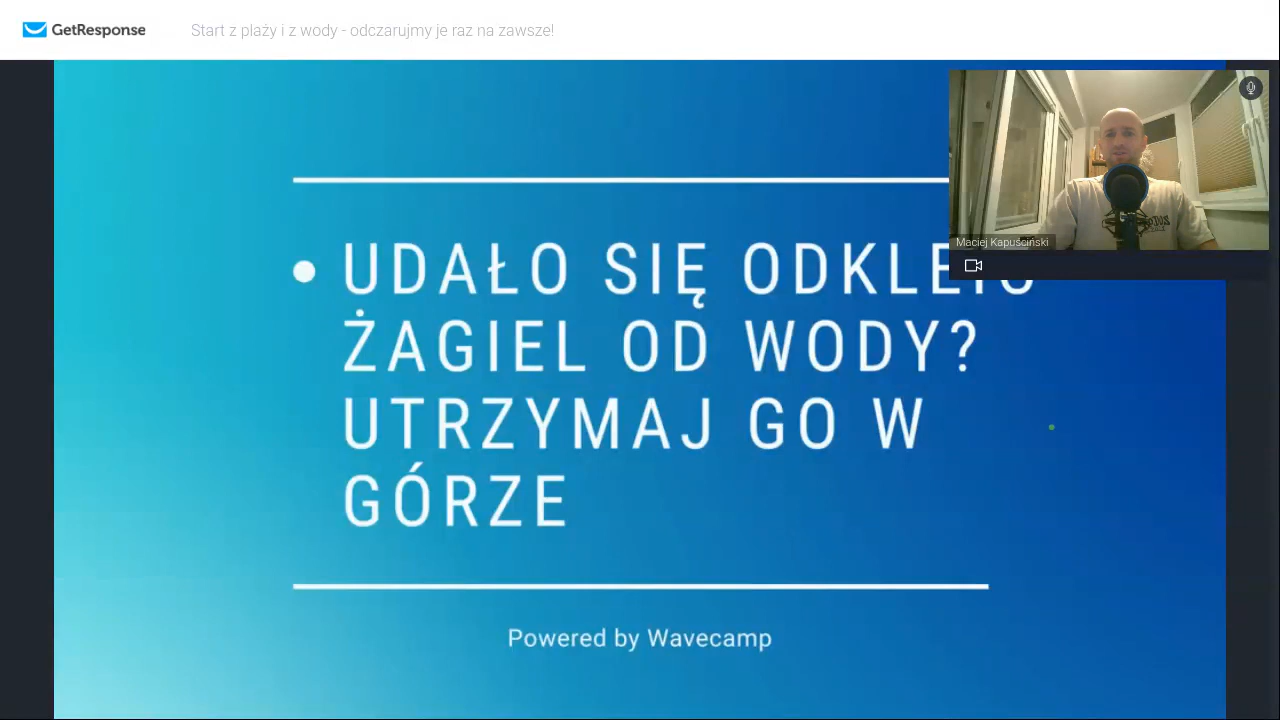 GetResponse
Start z plaży i z wody - odczarujmy je raz na zawsze!
Maciej Kapuściński
• UDAŁO SIĘ
ŻAGIEL OD WODY?
UTRZYMAJ GO W
GÓRZE
Powered by Wavecamp